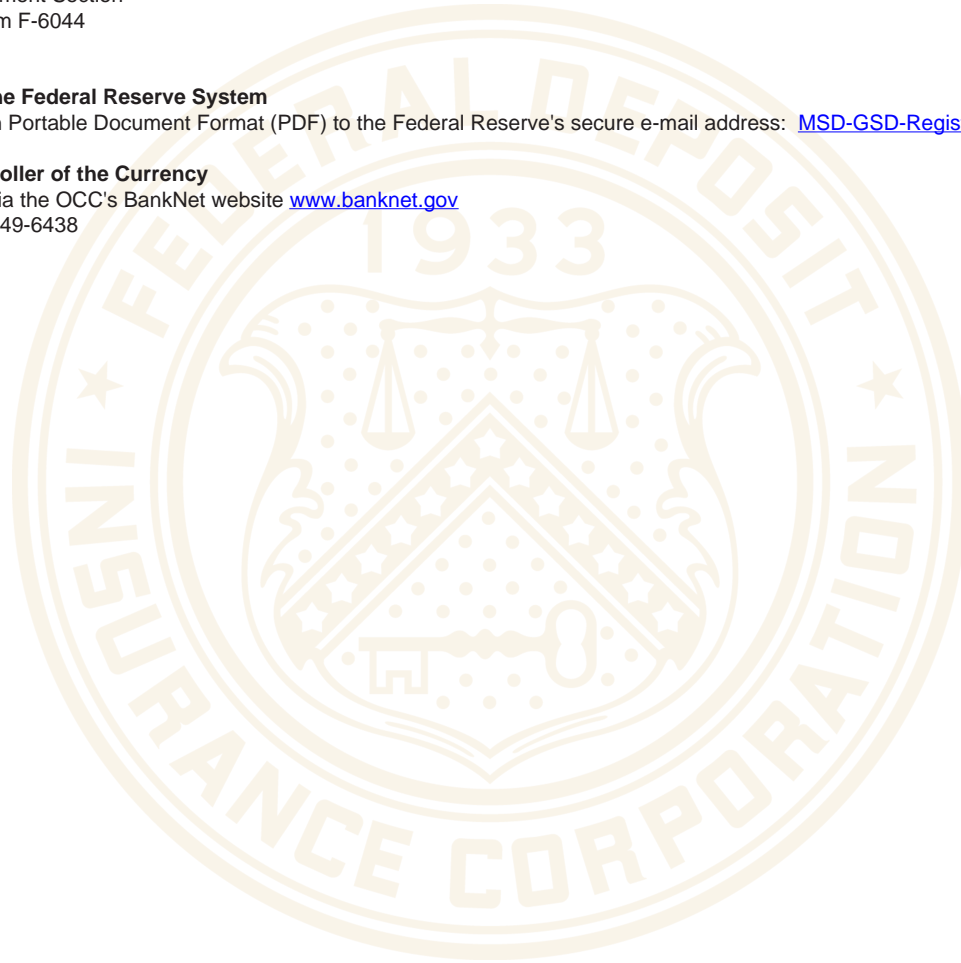 ment Section
m F-6044
he Federal Reserve System
n Portable Document Format (PDF) to the Federal Reserve's secure e-mail address: MSD-GSD-Regis
roller of the Currency
via the OCC's BankNet website www.banknet.gov
49-6438
FEDERAL DEPOSIT
1933
INSURANCE CORPORATION